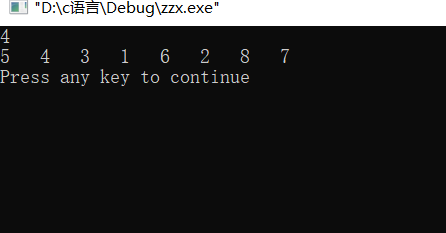 "D:\c语言\Debug\zzx.exe"
4
5 4 3 1 6 2 8 7
Press any key to continue